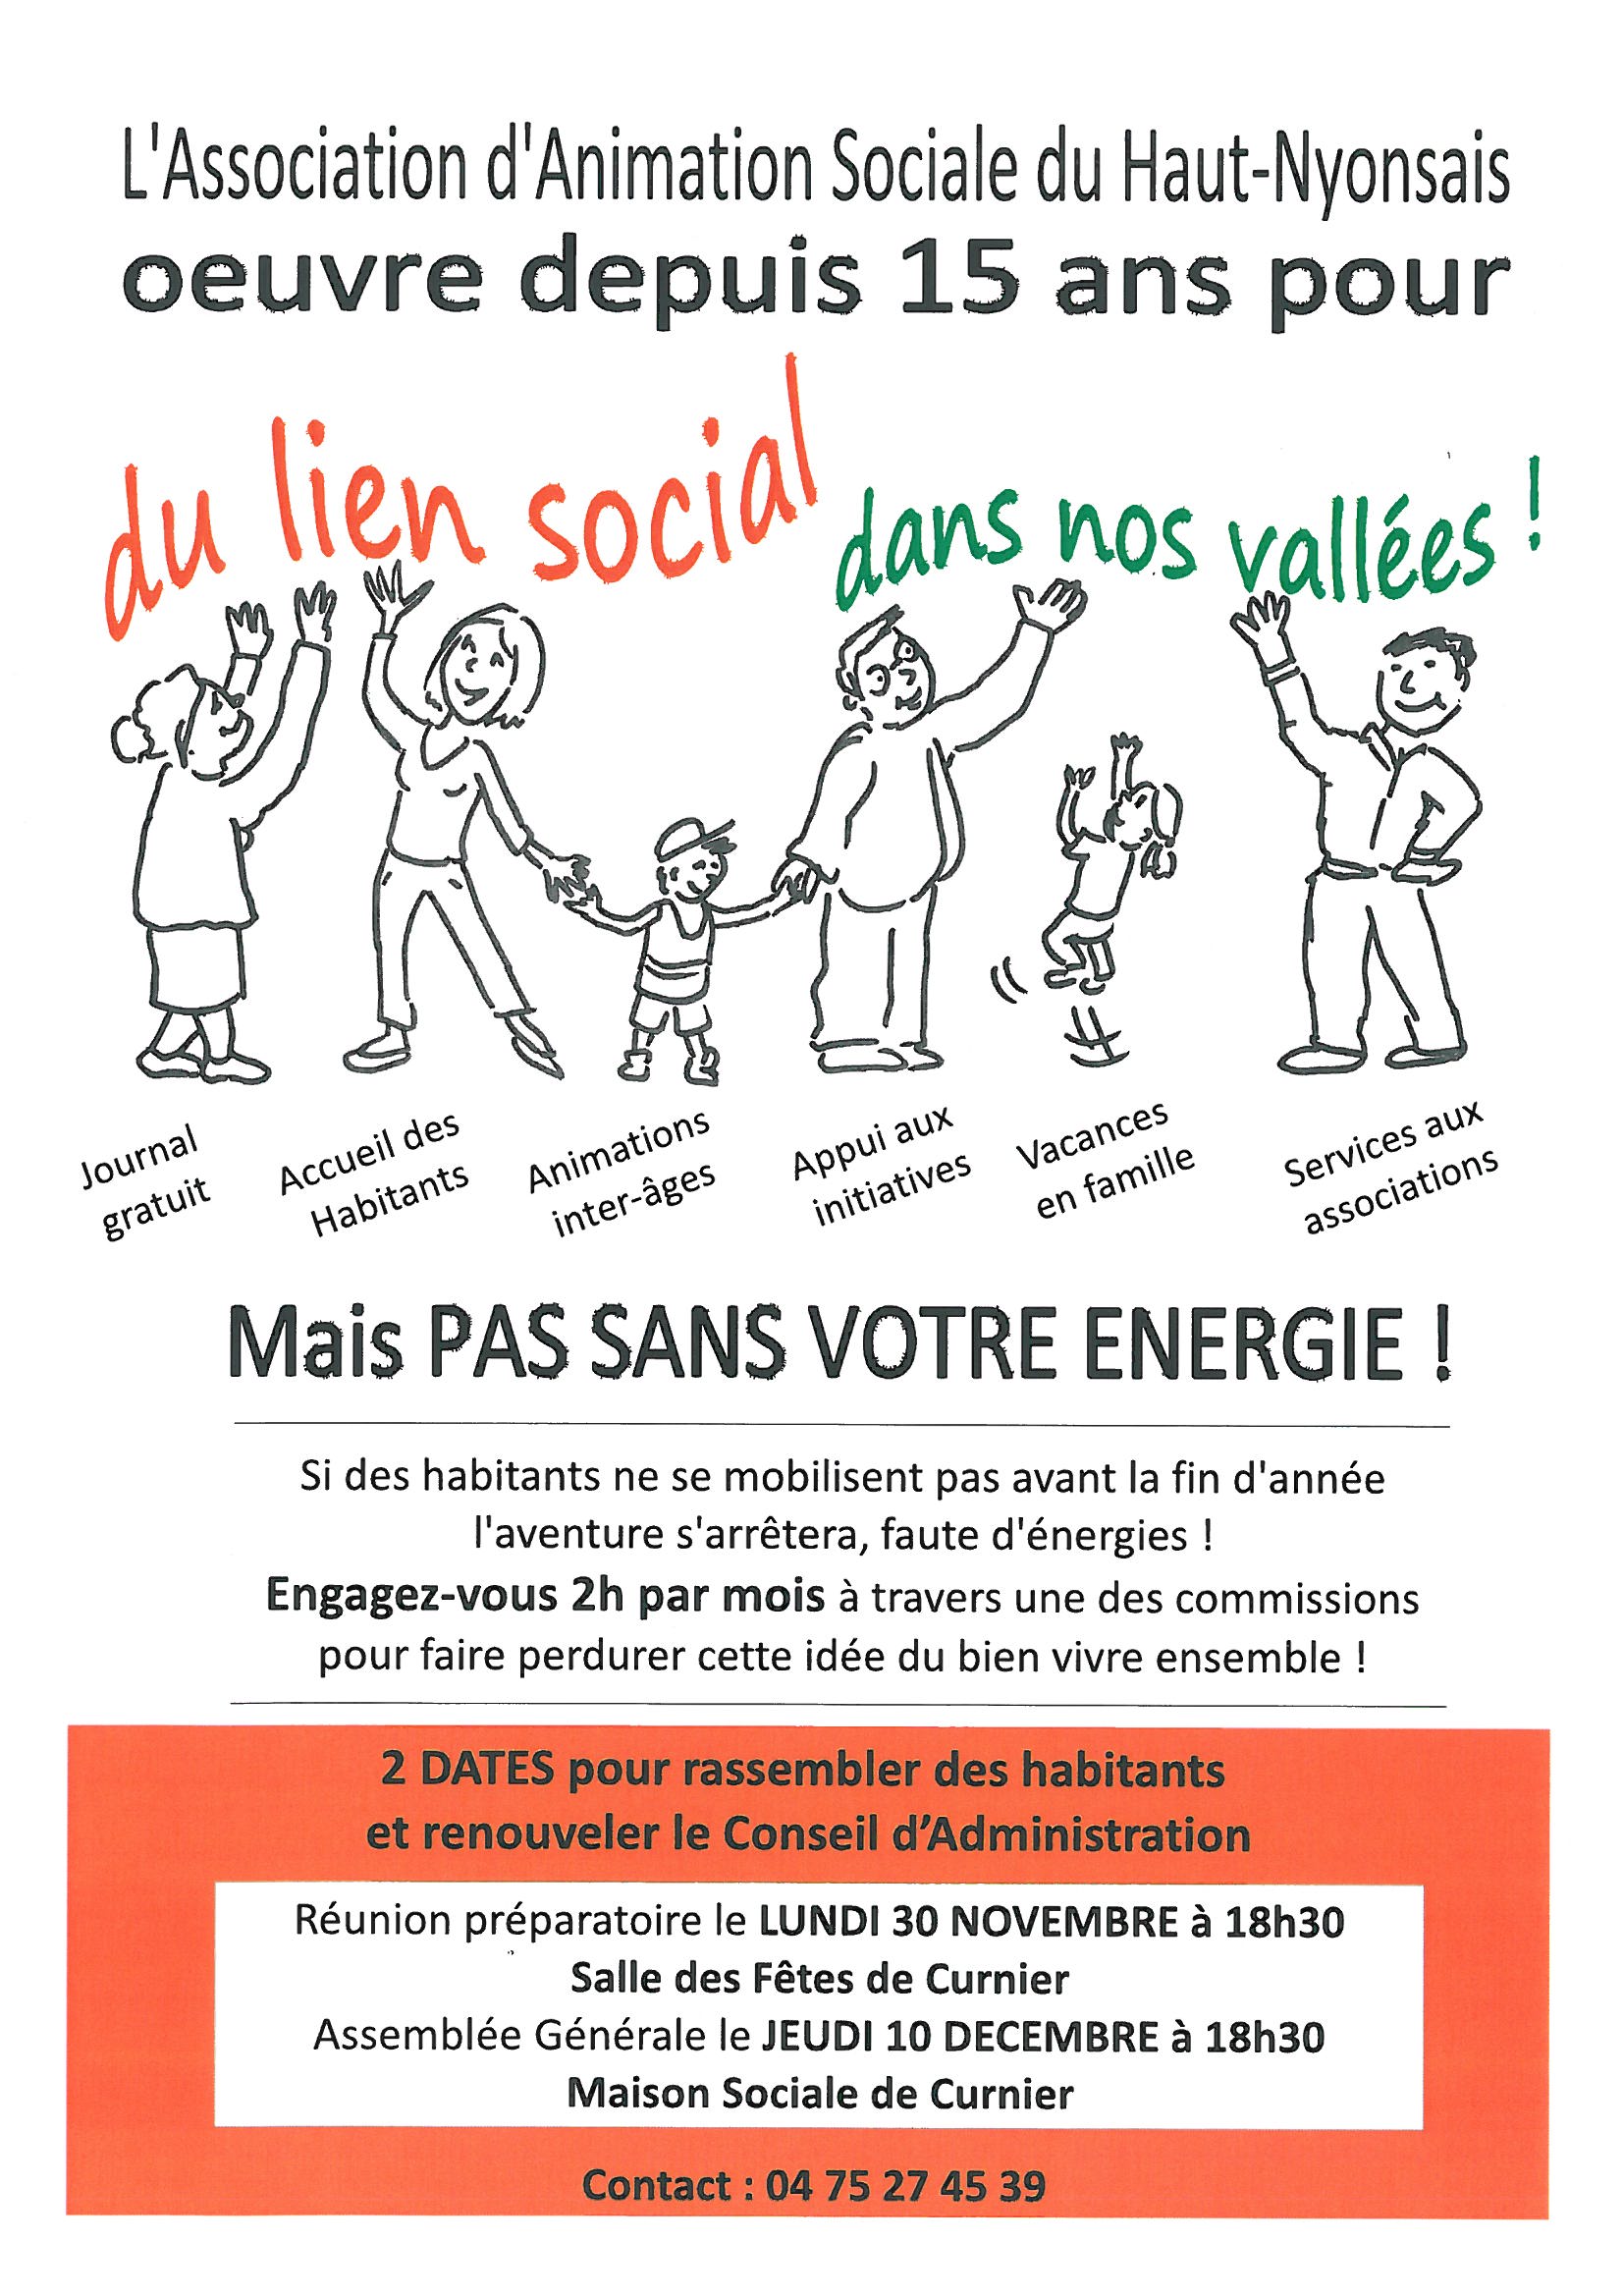 L'Association d'Animation Sociale du Haut-Nyonsais
oeuvre depuis 15 ans pour
du lien social
dans nos vallées !
Journal
gratuit
Accueil des
Habitants
Animations
inter-âges
Appui aux
initiatives
Vacances
en famille
Services aux
associations
Mais PAS SANS VOTRE ENERGIE !
Si des habitants ne se mobilisent pas avant la fin d'année
l'aventure s'arrêtera, faute d'énergies !
Engagez-vous 2h par mois à travers une des commissions
pour faire perdurer cette idée du bien vivre ensemble !
2 DATES pour rassembler des habitants
et renouveler le Conseil d’Administration
Réunion préparatoire le LUNDI 30 NOVEMBRE à 18h30
Salle des Fêtes de Curnier
Assemblée Générale le JEUDI 10 DECEMBRE à 18h30
Maison Sociale de Curnier
Contact : 04 75 27 45 39